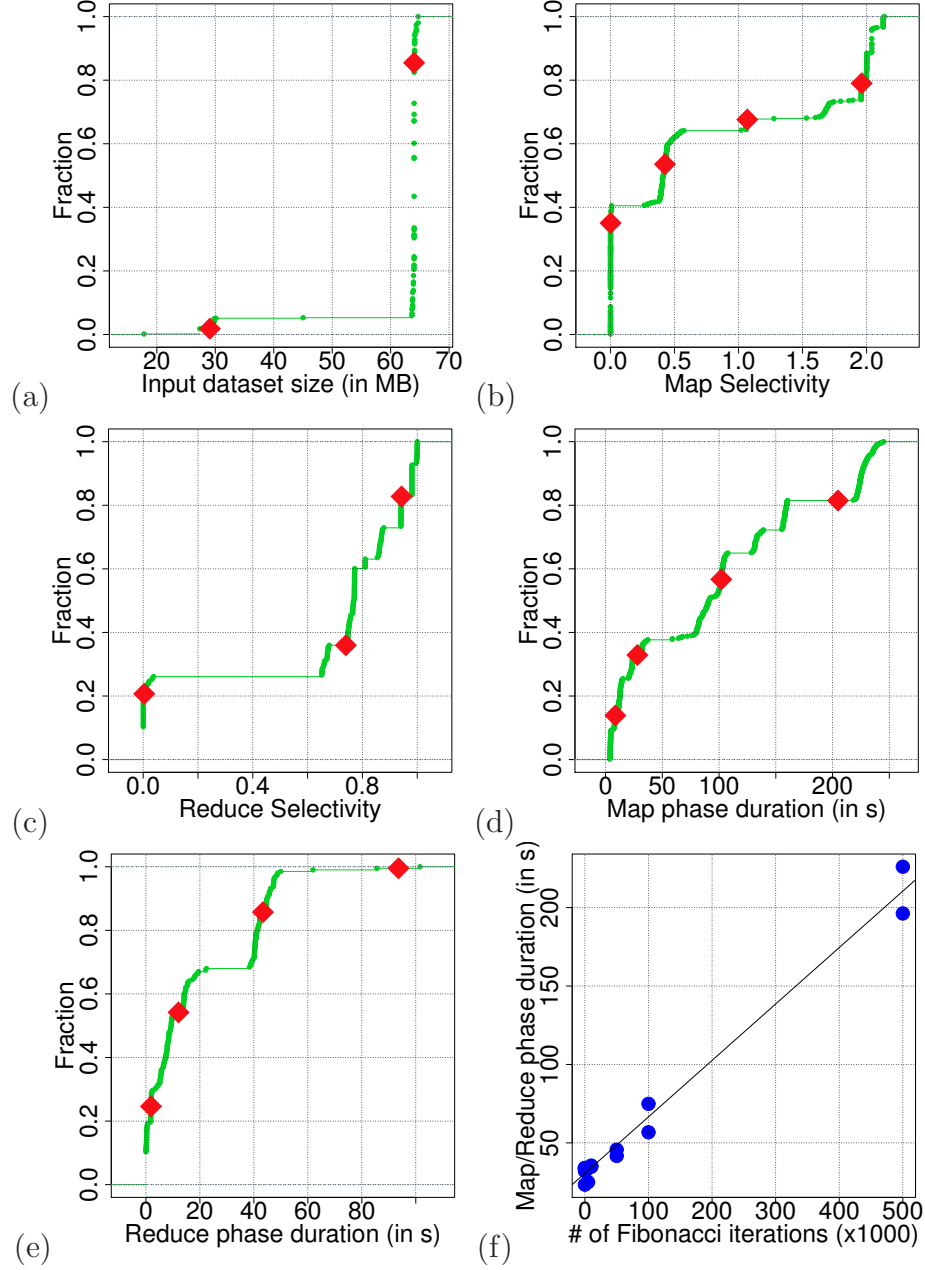 Fraction
0.0 0.2 0.4 0.6 0.8 1.0
20 30 40 50 60 70
Input dataset size (in MB)
(a)
Fraction
0.0 0.2 0.4 0.6 0.8 1.0
0.0 0.5 1.0 1.5 2.0
Map Selectivity
(b)
Fraction
0.0 0.2 0.4 0.6 0.8 1.0
0.0 0.4 0.8
Reduce Selectivity
(c)
Fraction
0.0 0.2 0.4 0.6 0.8 1.0
0 50 100 200
Map phase duration (in s)
(d)
Fraction
0.0 0.2 0.4 0.6 0.8 1.0
0 20 40 60 80
Reduce phase duration (in s)
(e)
Map/Reduce phase duration (in s)
50 100 150 200
0 100 200 300 400 500
# of Fibonacci iterations (x1000)
(f)